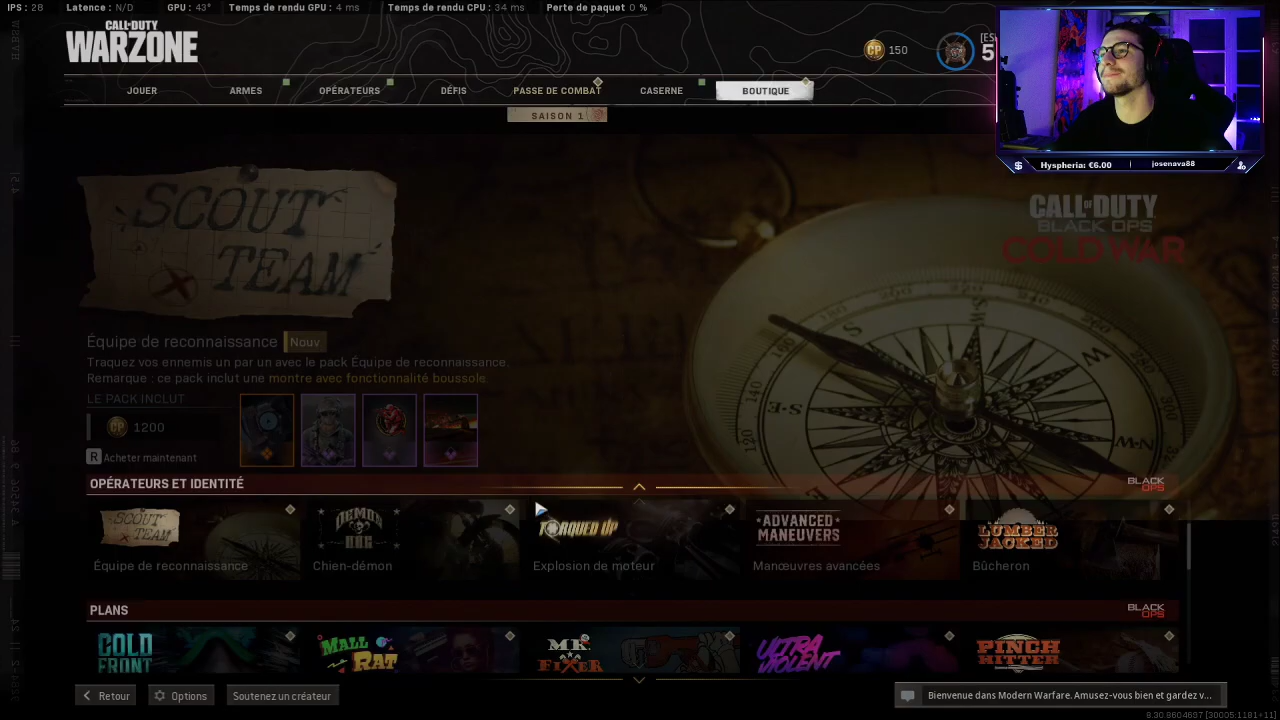 IPS : 28 Latence : N/D GPU : 43° Temps de rendu GPU : 4 ms Temps de rendu CPU : 34 ms Perte de paquet 0 %
CALL OF DUTY
WARZONE
CP 150
[ES
5
JOUER ARMES OPÉRATEURS DÉFIS PASSE DE COMBAT CASERNE BOUTIQUE
SAISON 1
Hyspheria: €6.00 | josenava88
SCOUT
TEAM
CALL OF DUTY
BLACK OPS
COLD WAR
Équipe de reconnaissance Nouv
Traquez vos ennemis un par un avec le pack Équipe de reconnaissance.
Remarque : ce pack inclut une montre avec fonctionnalité boussole.
LE PACK INCLUT
CP 1200
R Acheter maintenant
OPÉRATEURS ET IDENTITÉ
BLACK OPS
SCOUT TEAM
DEMON DOG
TORQUED UP
ADVANCED MANEUVERS
LUMBER JACKED
Équipe de reconnaissance Chien-démon Explosion de moteur Manœuvres avancées Bûcheron
PLANS
BLACK OPS
COLD FRONT
MALL RAT
MR FIXER
ULTRA VIOLENT
PINCH HITTER
Retour Options Soutenez un créateur
Bienvenue dans Modern Warfare. Amusez-vous bien et gardez v...